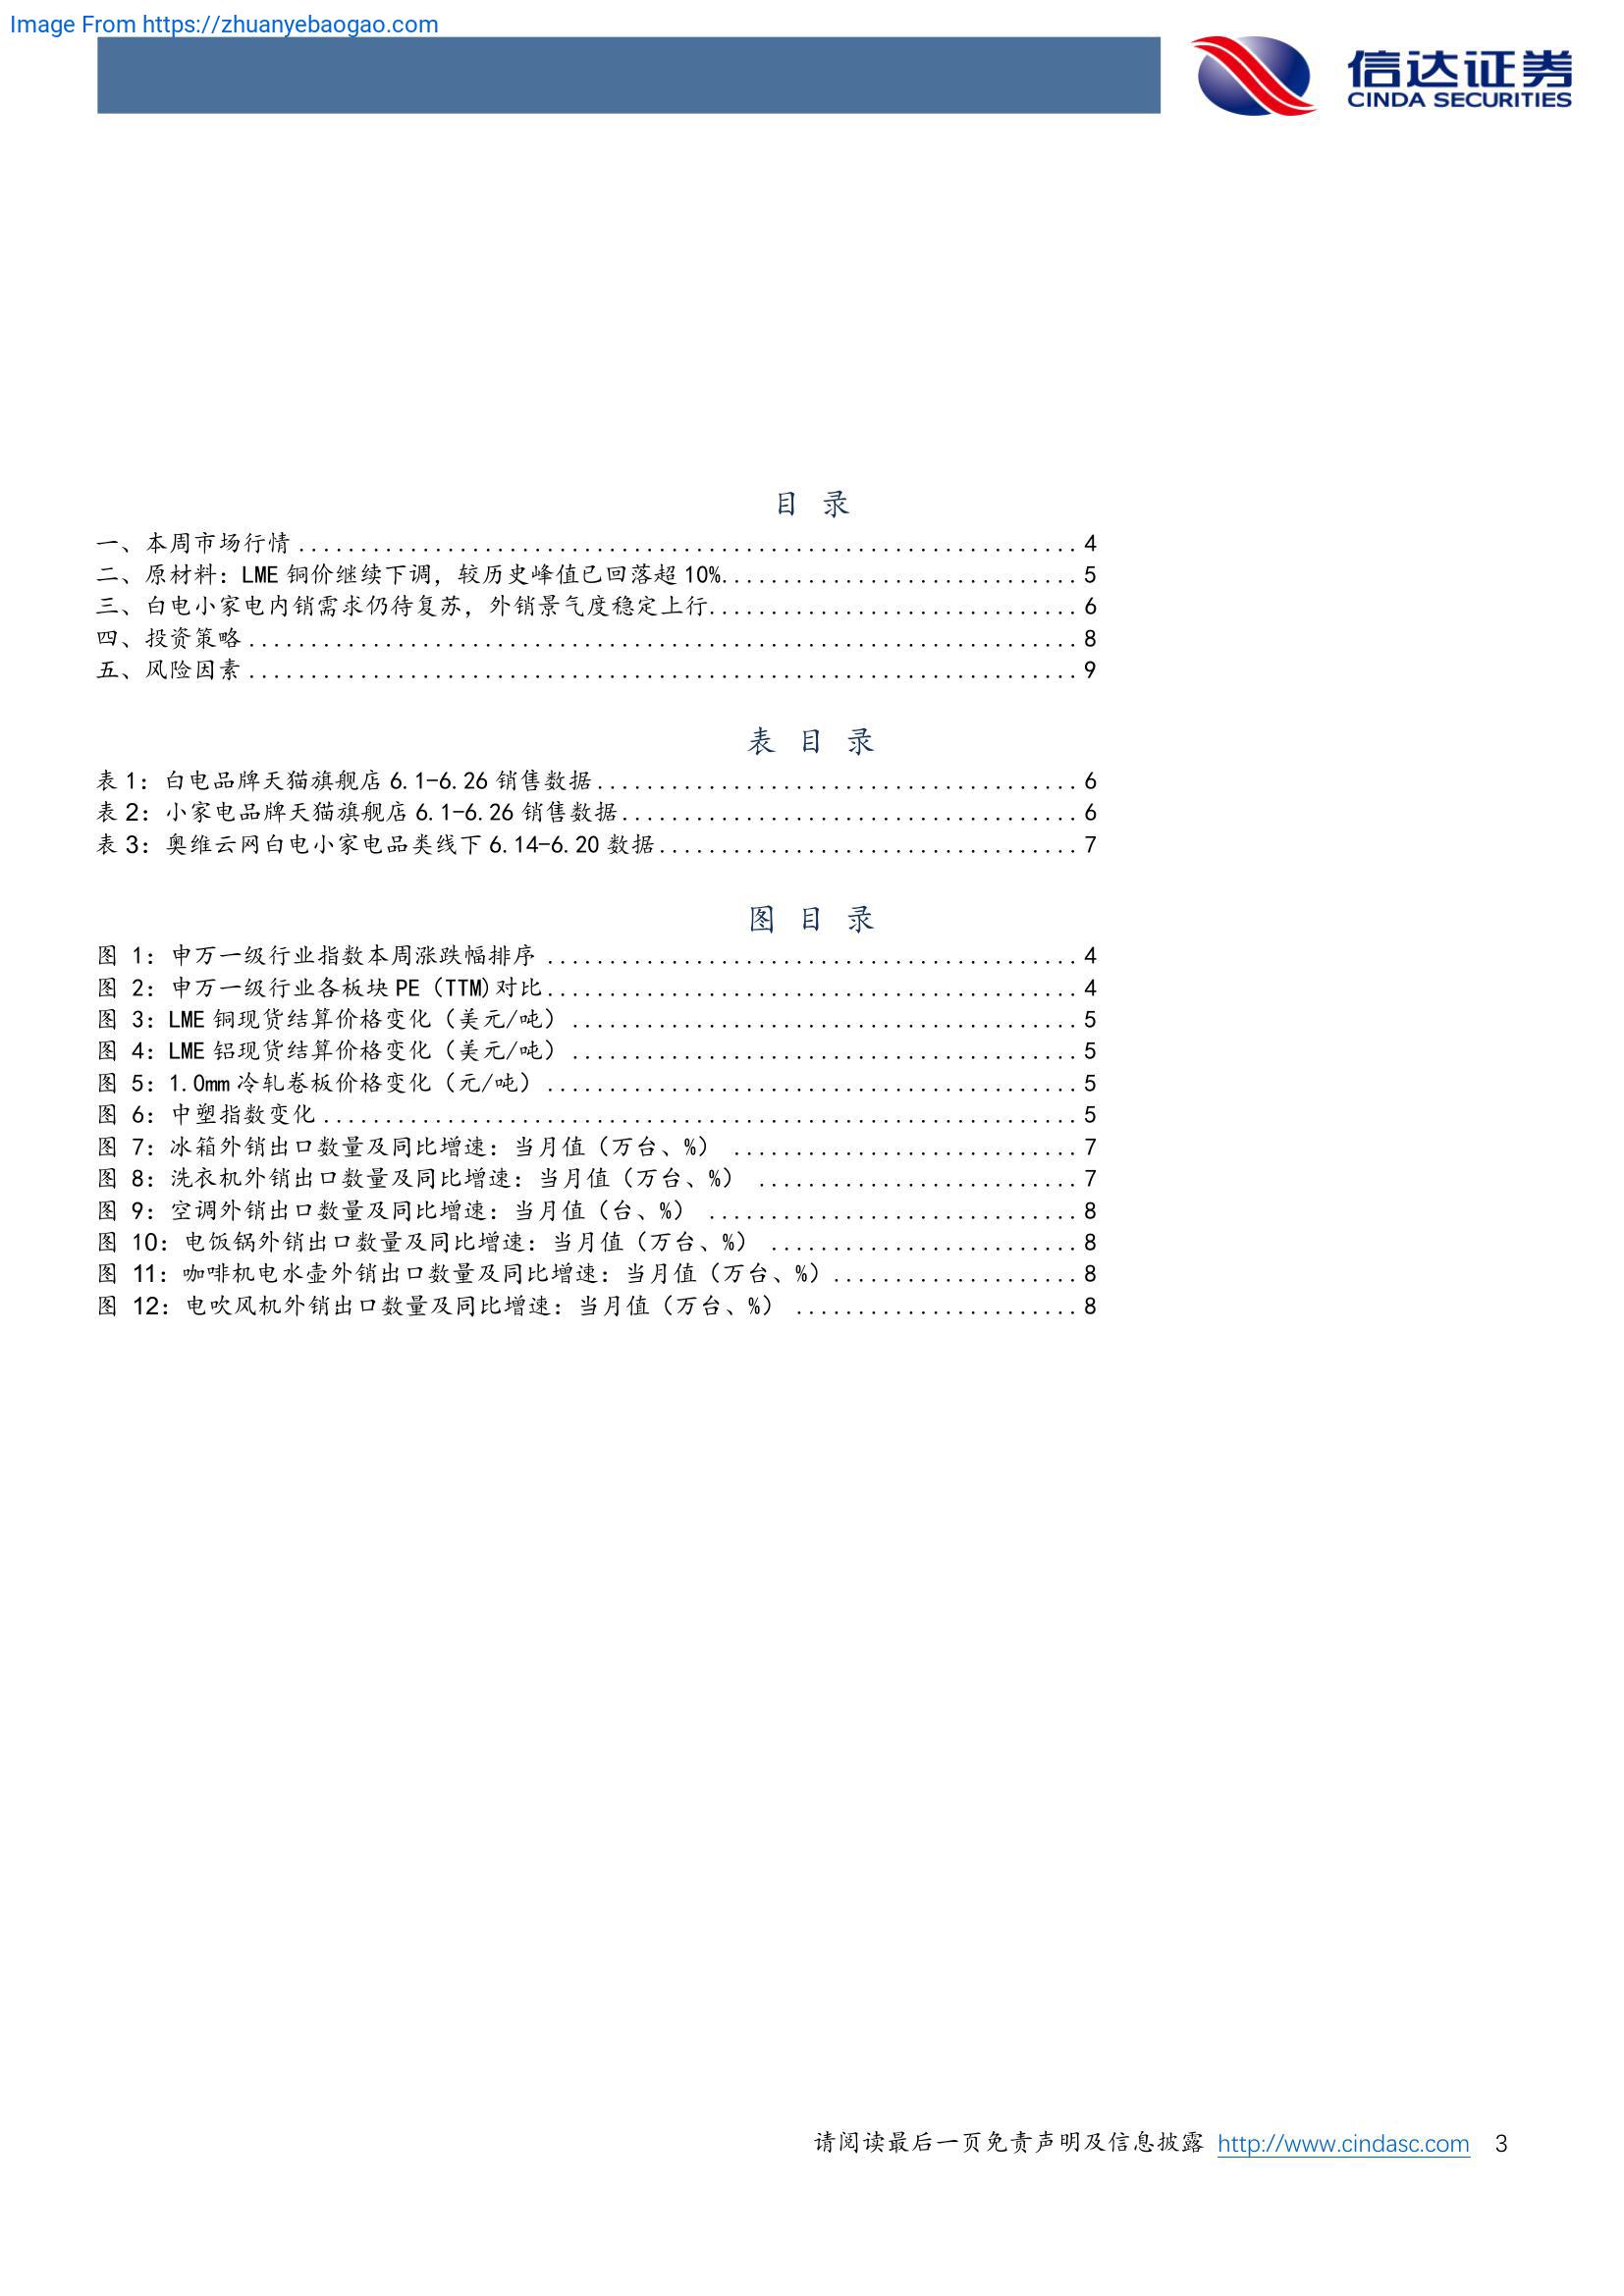 Image From https://zhuanyebaogao.com
信达证券
CINDA SECURITIES
目 录
一、本周市场行情 ............................................................... 4
二、原材料：LME 铜价继续下调，较历史峰值已回落超 10%............................. 5
三、白电小家电内销需求仍待复苏，外销景气度稳定上行.............................. 6
四、投资策略 ................................................................... 8
五、风险因素 ................................................................... 9
表 目 录
表 1：白电品牌天猫旗舰店 6.1-6.26 销售数据....................................... 6
表 2：小家电品牌天猫旗舰店 6.1-6.26 销售数据..................................... 6
表 3：奥维云网白电小家电品类线下 6.14-6.20 数据.................................. 7
图 目 录
图 1：申万一级行业指数本周涨跌幅排序 ........................................... 4
图 2：申万一级行业各板块 PE（TTM)对比........................................... 4
图 3：LME 铜现货结算价格变化（美元/吨） ......................................... 5
图 4：LME 铝现货结算价格变化（美元/吨） ......................................... 5
图 5：1.0mm 冷轧卷板价格变化（元/吨） ........................................... 5
图 6：中塑指数变化............................................................. 5
图 7：冰箱外销出口数量及同比增速：当月值（万台、%） ............................ 7
图 8：洗衣机外销出口数量及同比增速：当月值（万台、%） .......................... 7
图 9：空调外销出口数量及同比增速：当月值（台、%） .............................. 8
图 10：电饭锅外销出口数量及同比增速：当月值（万台、%） ......................... 8
图 11：咖啡机电水壶外销出口数量及同比增速：当月值（万台、%）.................... 8
图 12：电吹风机外销出口数量及同比增速：当月值（万台、%） ....................... 8
请阅读最后一页免责声明及信息披露 http://www.cindasc.com 3